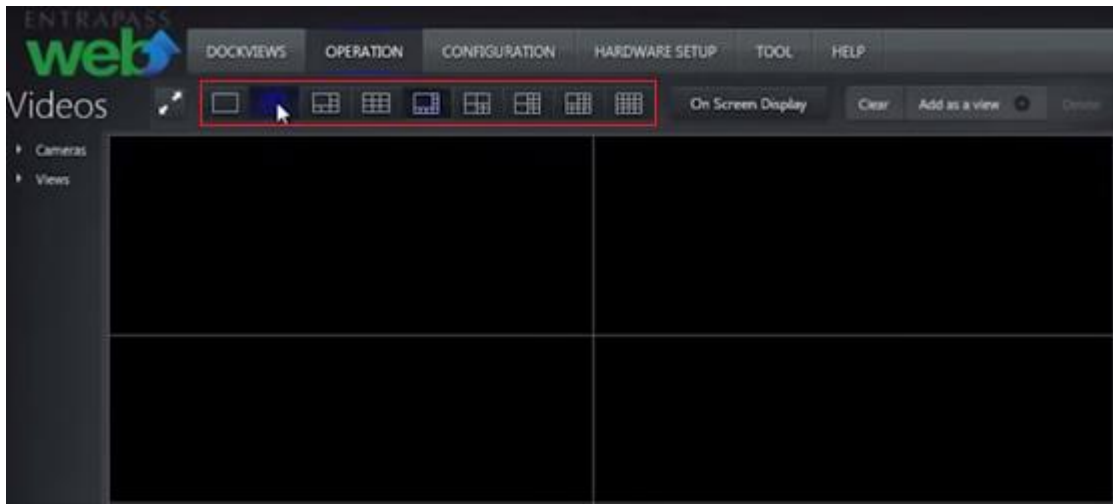 ENTRAPASS
web
DOCKVIEWS OPERATION CONFIGURATION HARDWARE SETUP TOOL HELP
Videos On Screen Display Clear Add as a view Delete
Cameras
Views